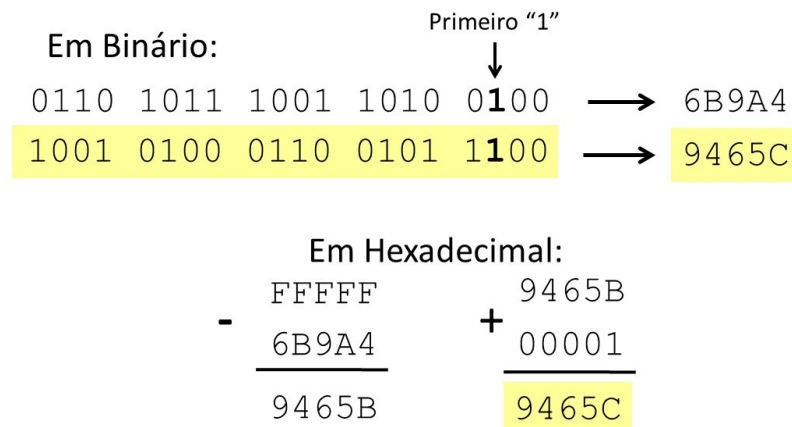 Primeiro “1”
Em Binário:
0110 1011 1001 1010 0100 → 6B9A4
1001 0100 0110 0101 1100 → 9465C
Em Hexadecimal:
FFFFF 9465B
- +
6B9A4 00001
9465B 9465C